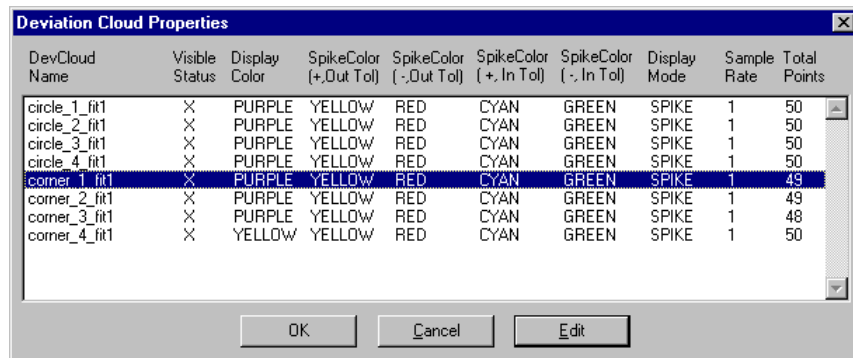 Deviation Cloud Properties
DevCloud Visible Display SpikeColor SpikeColor SpikeColor SpikeColor Display Sample Total
Name Status Color (+,Out Tol) (-,Out Tol) (+, In Tol) (-, In Tol) Mode Rate Points
circle_1_fit1 X PURPLE YELLOW RED CYAN GREEN SPIKE 1 50
circle_2_fit1 X PURPLE YELLOW RED CYAN GREEN SPIKE 1 50
circle_3_fit1 X PURPLE YELLOW RED CYAN GREEN SPIKE 1 50
circle_4_fit1 X PURPLE YELLOW RED CYAN GREEN SPIKE 1 50
corner_1_fit1 X PURPLE YELLOW RED CYAN GREEN SPIKE 1 49
corner_2_fit1 X PURPLE YELLOW RED CYAN GREEN SPIKE 1 49
corner_3_fit1 X PURPLE YELLOW RED CYAN GREEN SPIKE 1 48
corner_4_fit1 X YELLOW YELLOW RED CYAN GREEN SPIKE 1 50
OK Cancel Edit